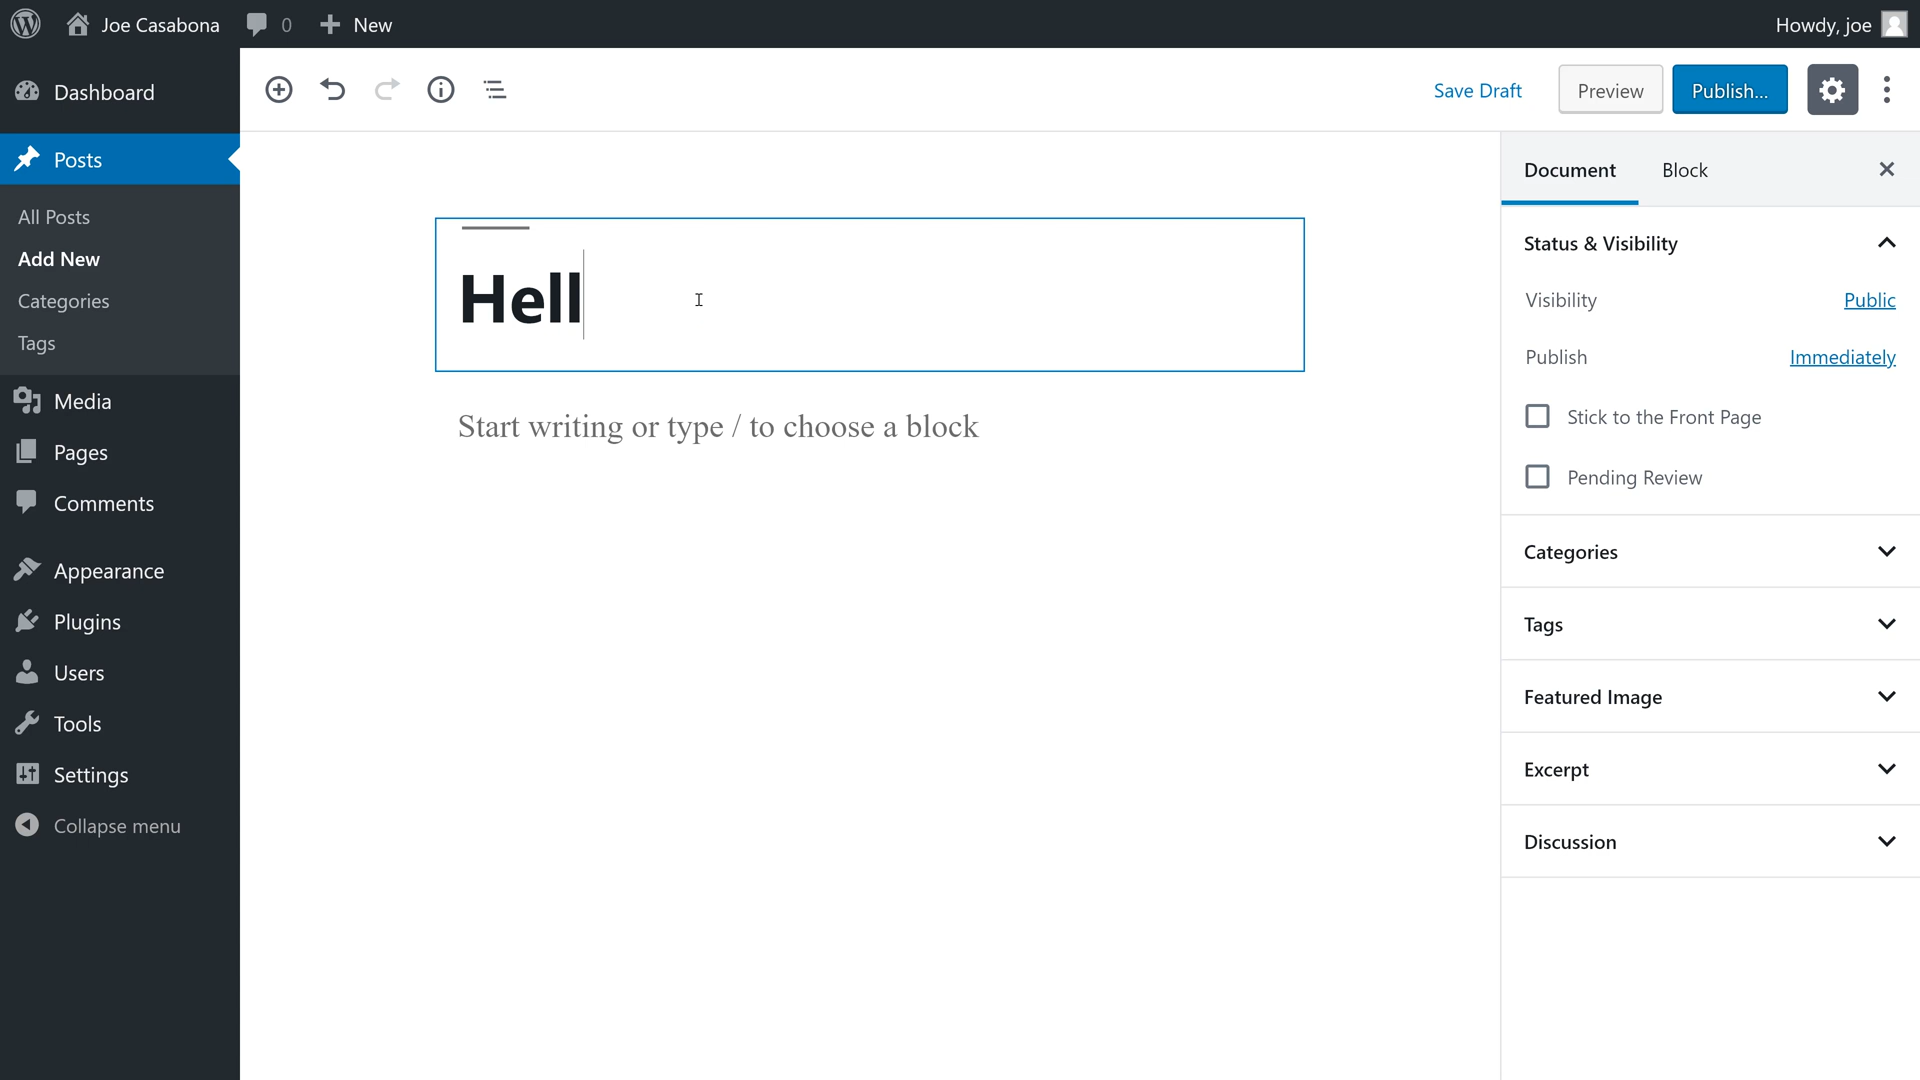 Joe Casabona
0
New
Howdy, joe
Dashboard
Posts
All Posts
Add New
Categories
Tags
Media
Pages
Comments
Appearance
Plugins
Users
Tools
Settings
Collapse menu
Save Draft
Preview
Publish...
Hell
Start writing or type / to choose a block
Document
Block
Status & Visibility
Visibility
Public
Publish
Immediately
Stick to the Front Page
Pending Review
Categories
Tags
Featured Image
Excerpt
Discussion